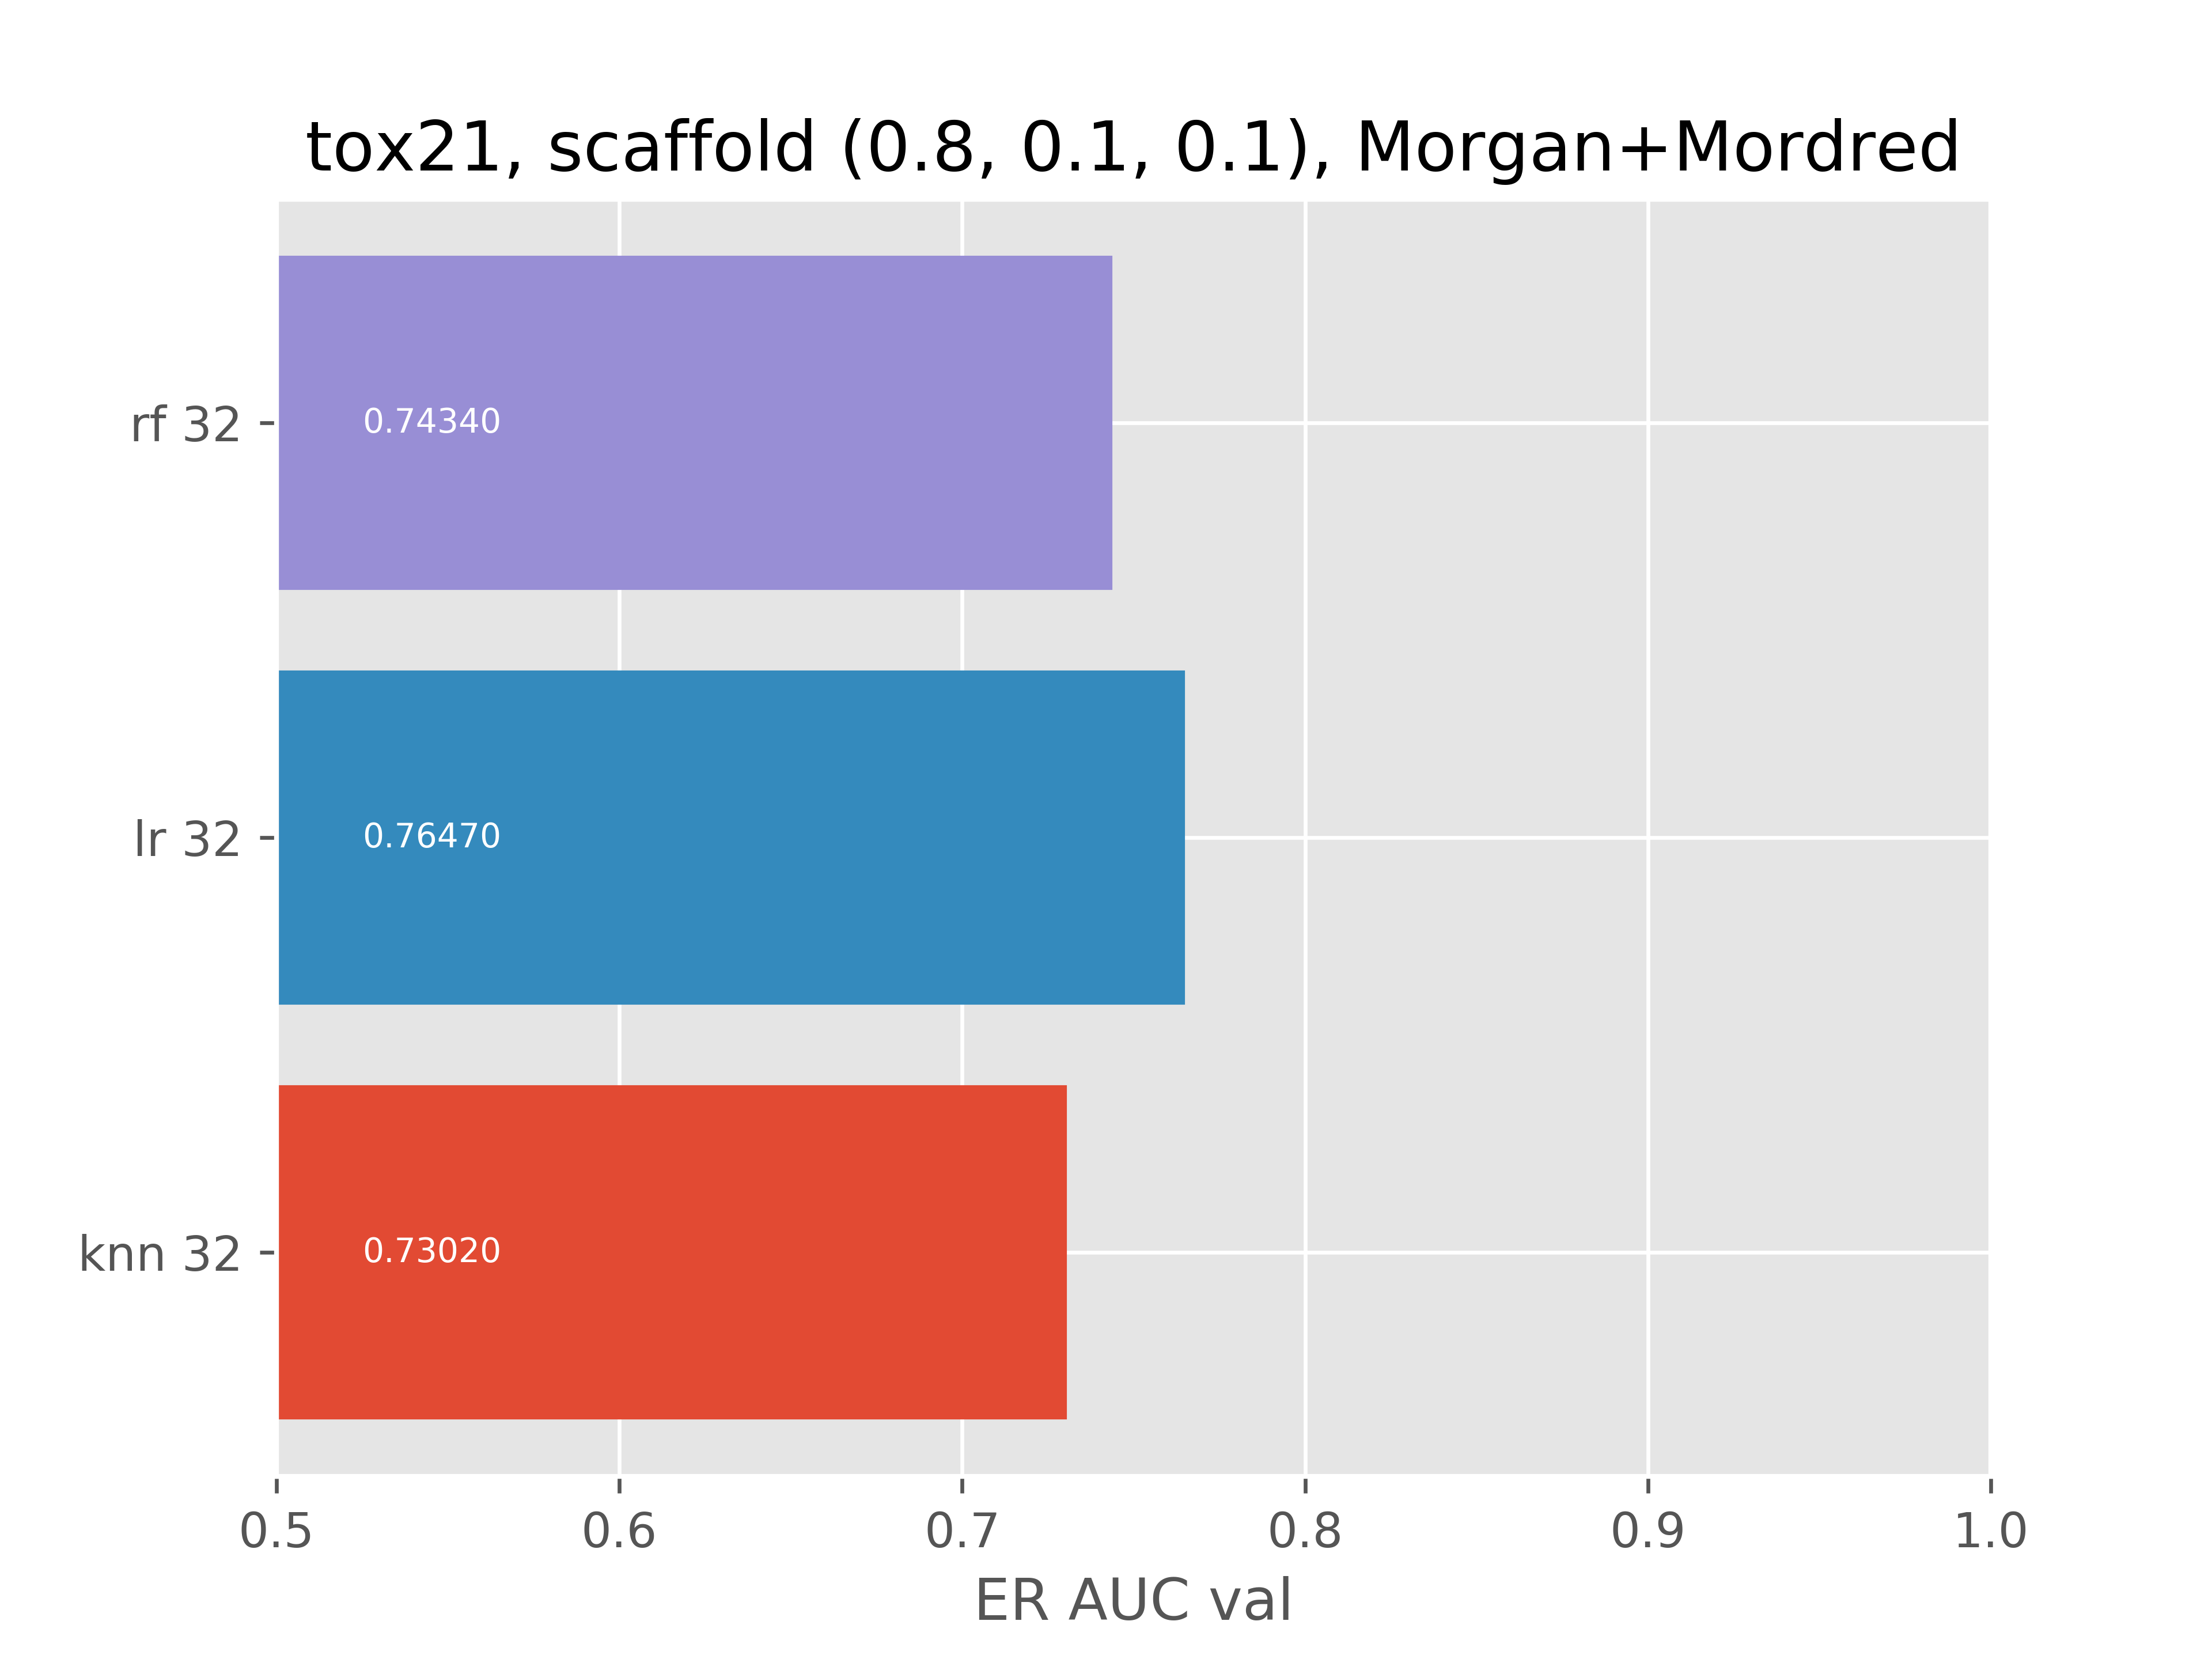 tox21, scaffold (0.8, 0.1, 0.1), Morgan+Mordred
rf 32
0.74340
lr 32
0.76470
knn 32
0.73020
0.5 0.6 0.7 0.8 0.9 1.0
ER AUC val